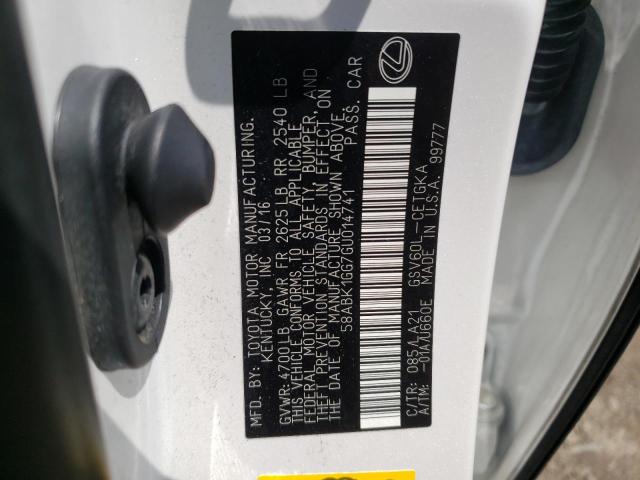 MFD. BY: TOYOTA MOTOR MANUFACTURING.
KENTUCKY, INC 03/16
GVWR:4700LB GAWR FR 2625 LB RR 2540 LB
THIS VEHICLE CONFORMS TO ALL APPLICABLE
FEDERAL MOTOR VEHICLE SAFETY, BUMPER, AND
THEFT PREVENTION STANDARDS IN EFFECT ON
THE DATE OF MANUFACTURE SHOWN ABOVE.
58ABK1GG7GU014741 PASS. CAR
C/TR: 085/LA21 GSV60L-CETGKA
A/TM: -01A/U660E MADE IN U.S.A. 99777